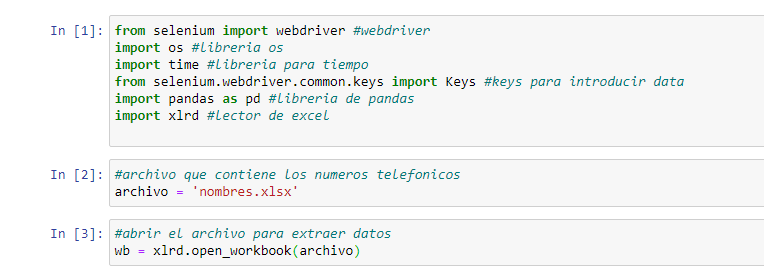 In [1]: from selenium import webdriver #webdriver
import os #libreria os
import time #libreria para tiempo
from selenium.webdriver.common.keys import Keys #keys para introducir data
import pandas as pd #libreria de pandas
import xlrd #lector de excel
In [2]: #archivo que contiene los numeros telefonicos
archivo = 'nombres.xlsx'
In [3]: #abrir el archivo para extraer datos
wb = xlrd.open_workbook(archivo)